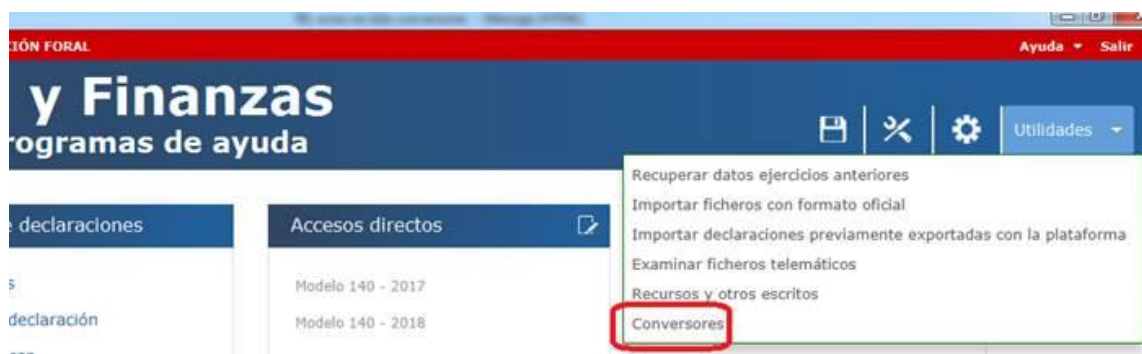 IÓN FORAL
Ayuda
Salir
y Finanzas
rogramas de ayuda
Utilidades
Recuperar datos ejercicios anteriores
Importar ficheros con formato oficial
Importar declaraciones previamente exportadas con la plataforma
Examinar ficheros telemáticos
Recursos y otros escritos
Conversores
declaraciones
s
declaración
Accesos directos
Modelo 140 - 2017
Modelo 140 - 2018